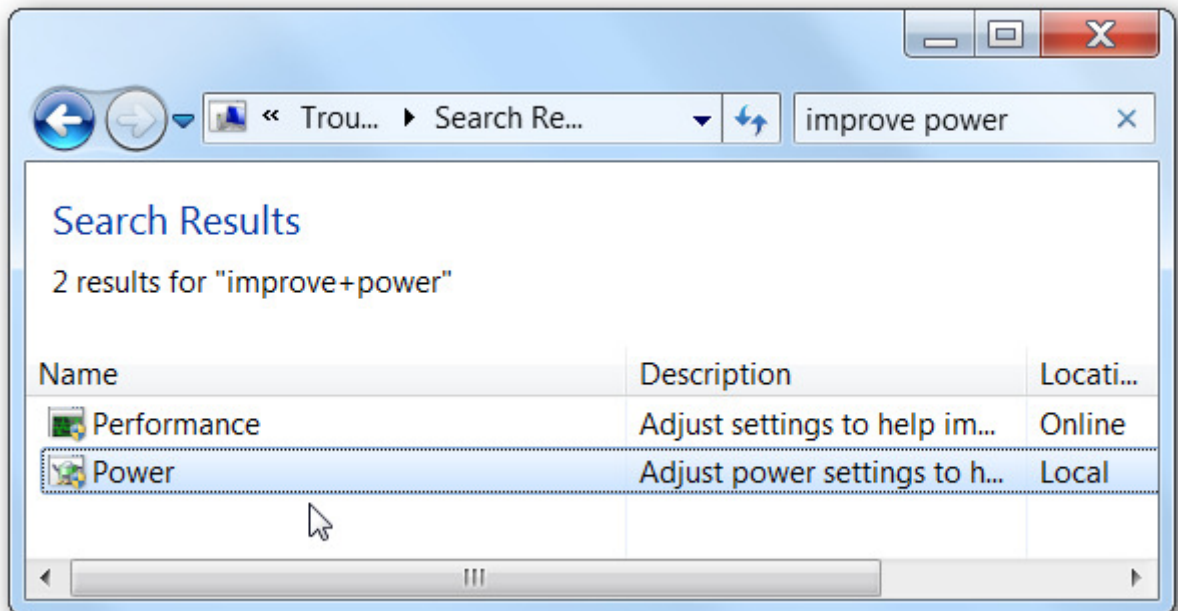 « Trou... Search Re... improve power
Search Results
2 results for "improve+power"
Name Description Locati...
Performance Adjust settings to help im... Online
Power Adjust power settings to h... Local